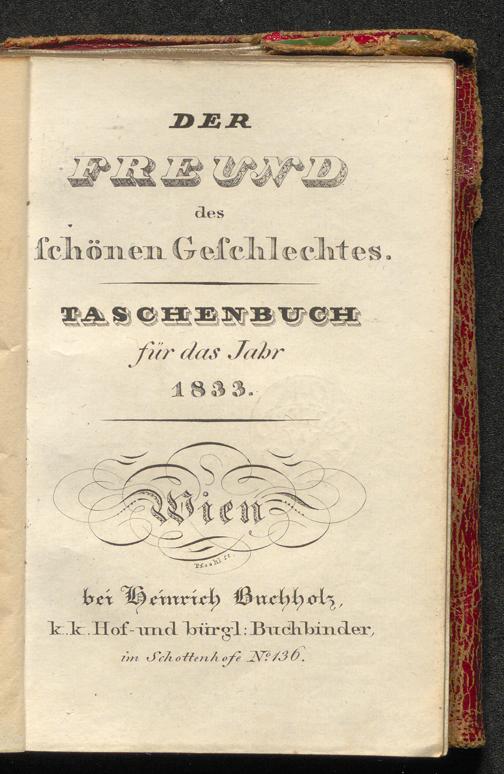 DER
FREUND
des
ſchönen Geſchlechtes.
TASCHENBUCH
für das Jahr
1833.
Wien
bei Heinrich Buchholz,
k.k. Hof- und bürgl: Buchbinder,
im Schottenhofe No. 136.